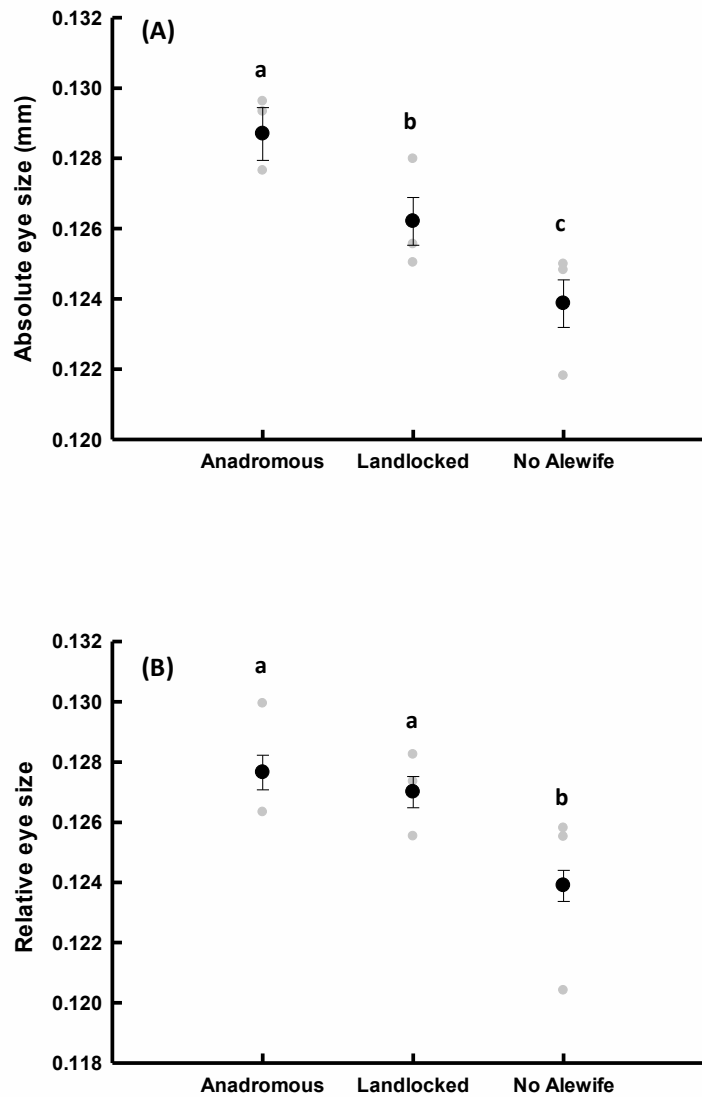 0.132
(A)
a
0.130
b
0.128
c
0.126
0.124
0.122
0.120
Absolute eye size (mm)
Anadromous Landlocked No Alewife
0.132
(B)
a
0.130
a
0.128
b
0.126
0.124
0.122
0.120
0.118
Relative eye size
Anadromous Landlocked No Alewife